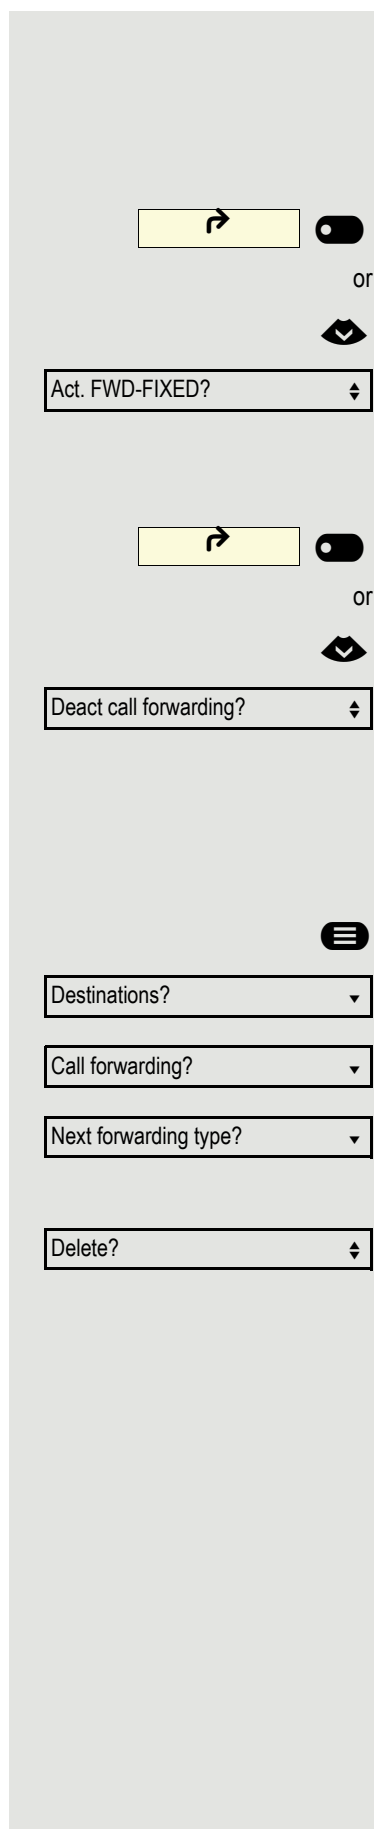 or
Act. FWD-FIXED?
or
Deact call forwarding?
Destinations?
Call forwarding?
Next forwarding type?
Delete?